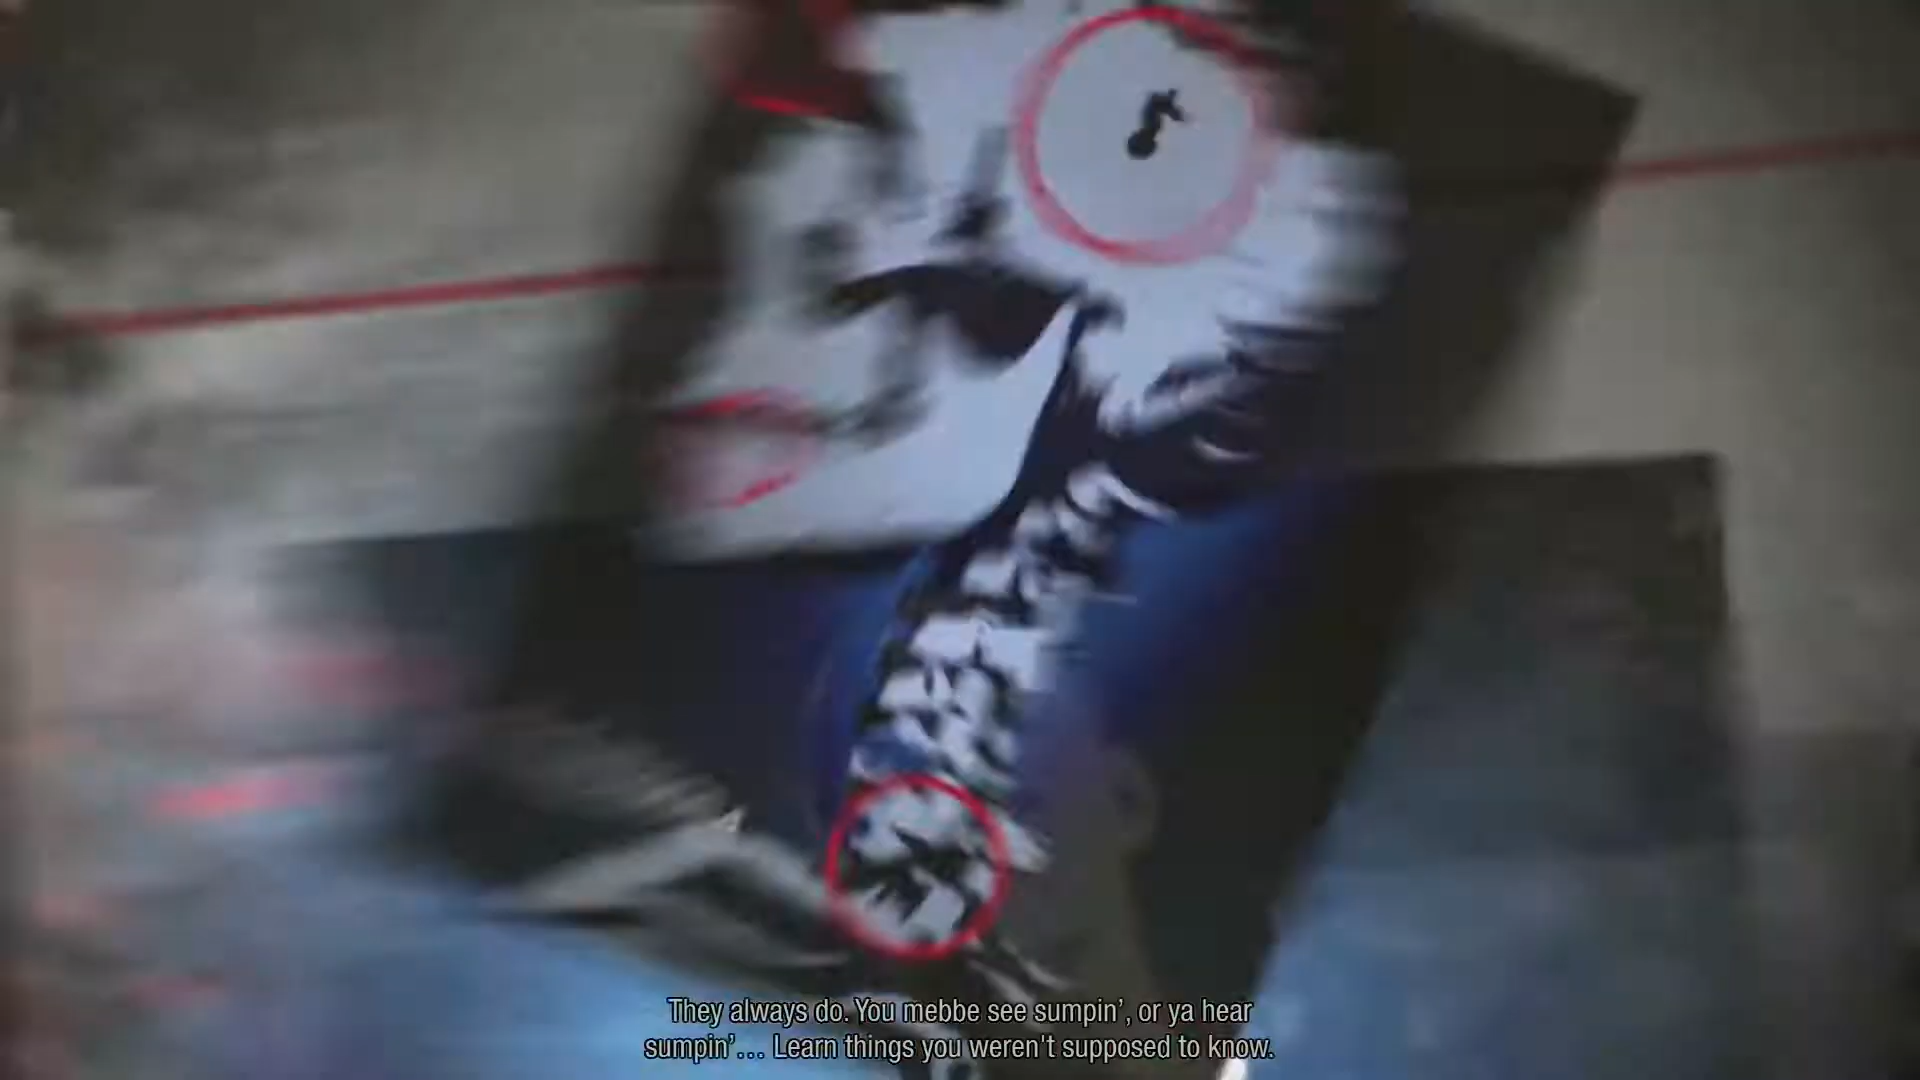 They always do. You mebbe see sumpin’, or ya hear
sumpin’… Learn things you weren't supposed to know.